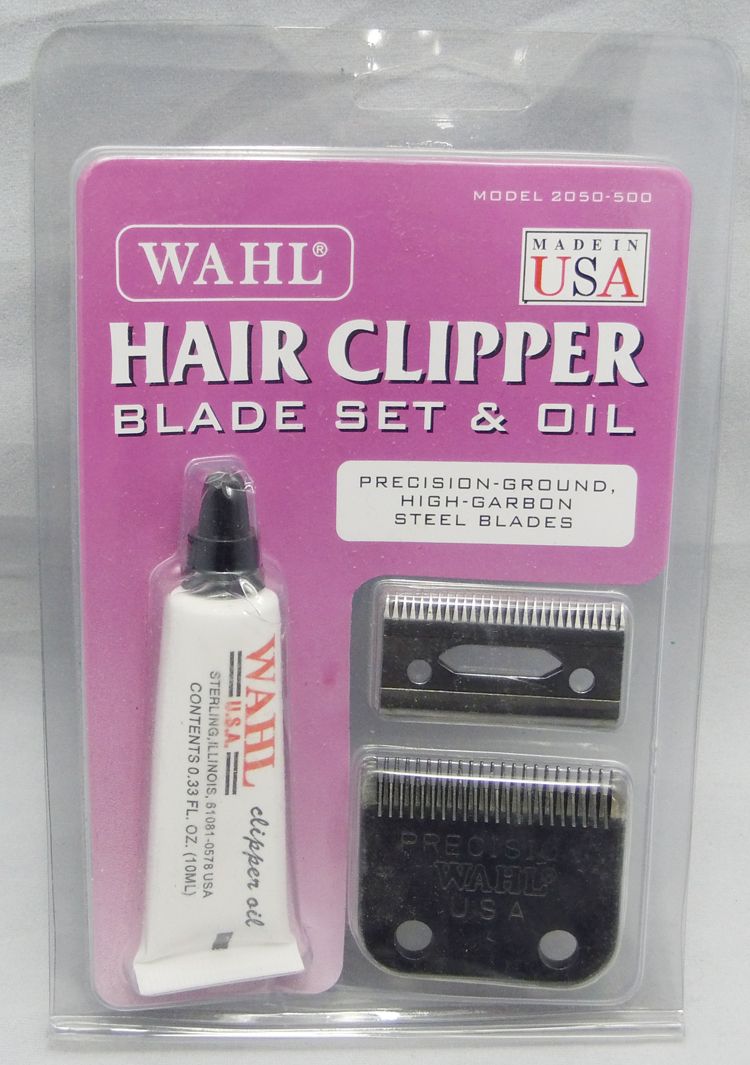 MODEL 2050-500
WAHL®
MADE IN
USA
HAIR CLIPPER
BLADE SET & OIL
PRECISION-GROUND,
HIGH-GARBON
STEEL BLADES
WAHL
U.S.A.
clipper oil
STERLING, ILLINOIS, 61081-0578 USA
CONTENTS 0.33 FL. OZ. (10ML)
PRECISI
WAHL
USA